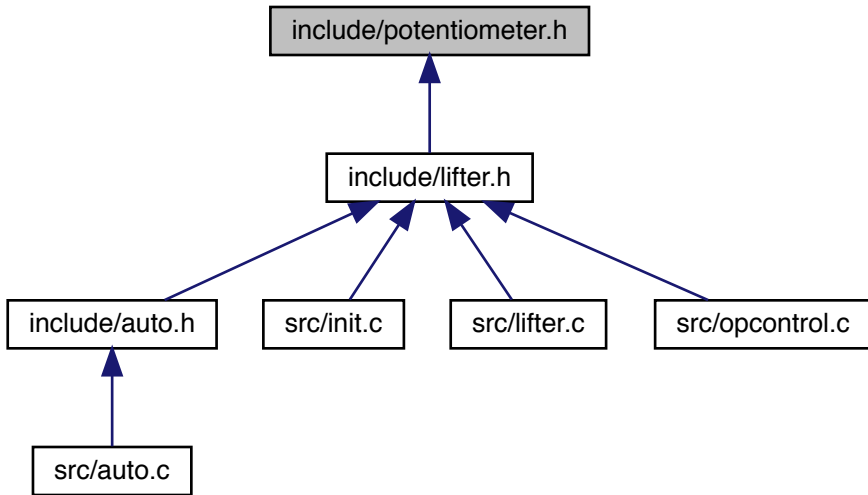 include/potentiometer.h
include/lifter.h
include/auto.h
src/init.c
src/lifter.c
src/opcontrol.c
src/auto.c